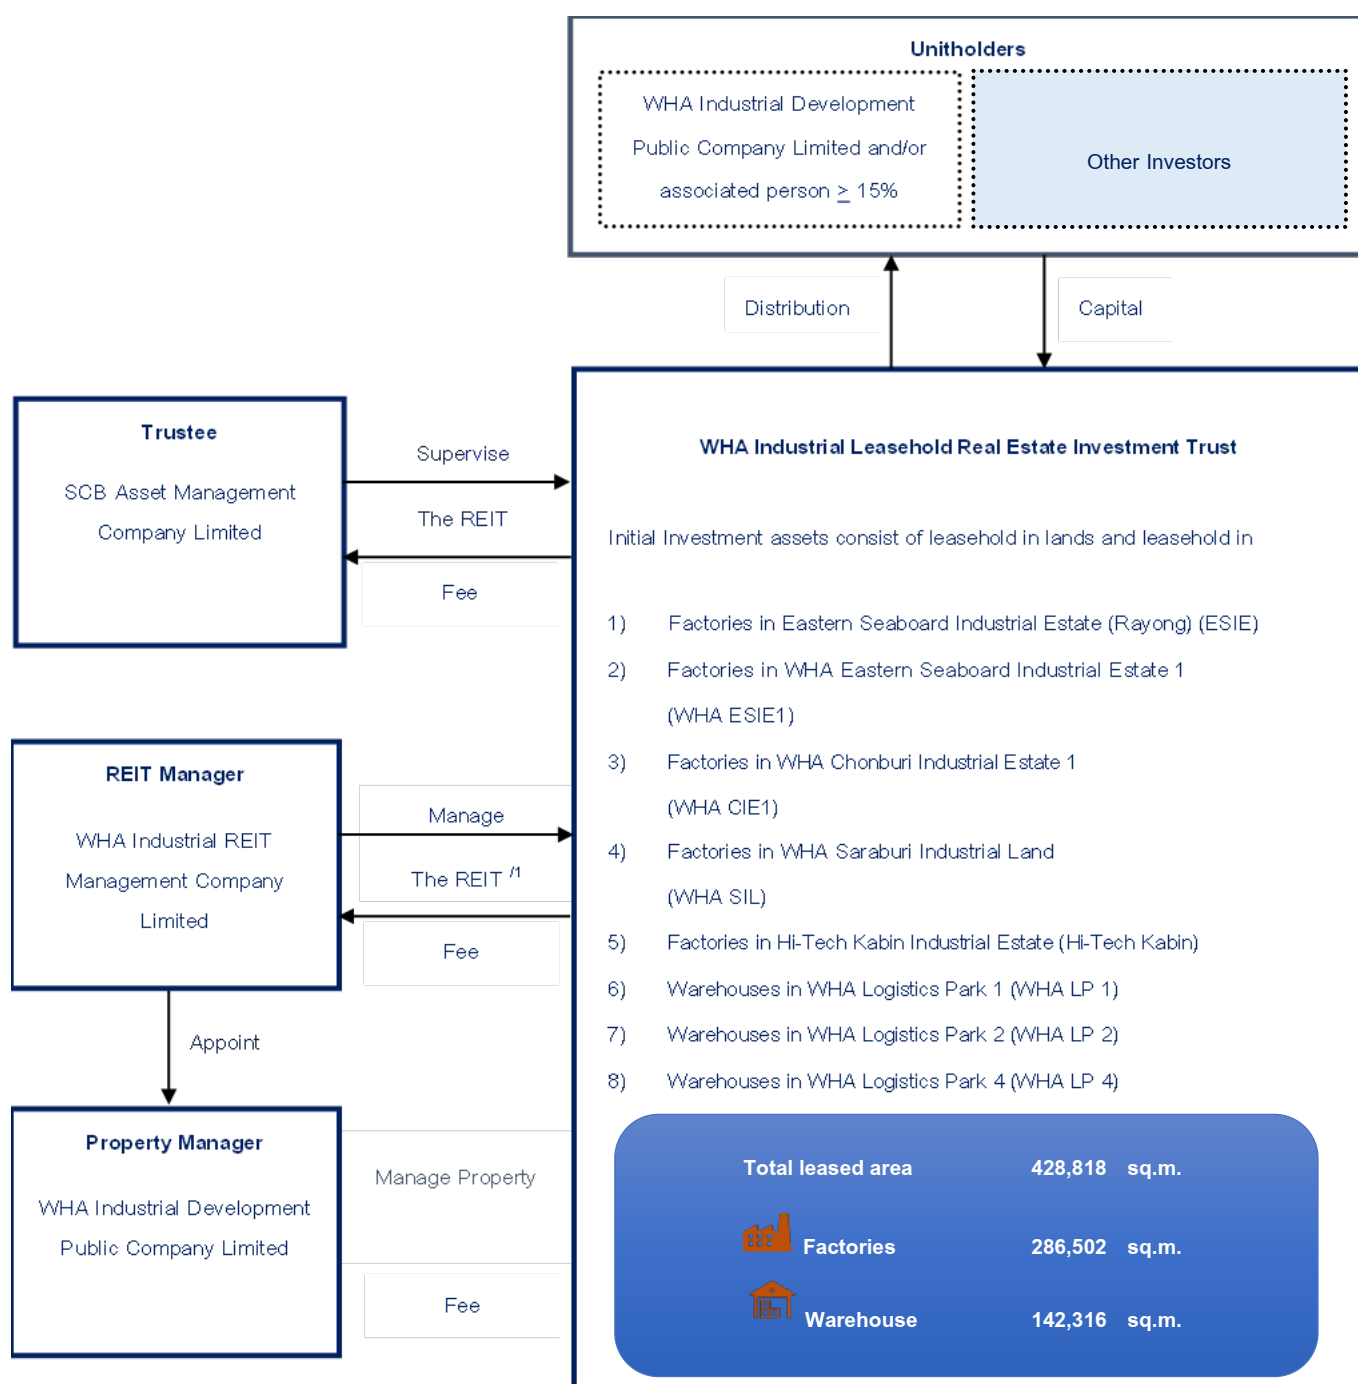 Unitholders
WHA Industrial Development
Public Company Limited and/or
associated person ≥ 15%
Other Investors
Distribution
Capital
Trustee
SCB Asset Management
Company Limited
Supervise
The REIT
Fee
REIT Manager
WHA Industrial REIT
Management Company
Limited
Manage
The REIT /1
Fee
Appoint
Property Manager
WHA Industrial Development
Public Company Limited
Manage Property
Fee
WHA Industrial Leasehold Real Estate Investment Trust
Initial Investment assets consist of leasehold in lands and leasehold in
1) Factories in Eastern Seaboard Industrial Estate (Rayong) (ESIE)
2) Factories in WHA Eastern Seaboard Industrial Estate 1
(WHA ESIE1)
3) Factories in WHA Chonburi Industrial Estate 1
(WHA CIE1)
4) Factories in WHA Saraburi Industrial Land
(WHA SIL)
5) Factories in Hi-Tech Kabin Industrial Estate (Hi-Tech Kabin)
6) Warehouses in WHA Logistics Park 1 (WHA LP 1)
7) Warehouses in WHA Logistics Park 2 (WHA LP 2)
8) Warehouses in WHA Logistics Park 4 (WHA LP 4)
Total leased area 428,818 sq.m.
Factories 286,502 sq.m.
Warehouse 142,316 sq.m.